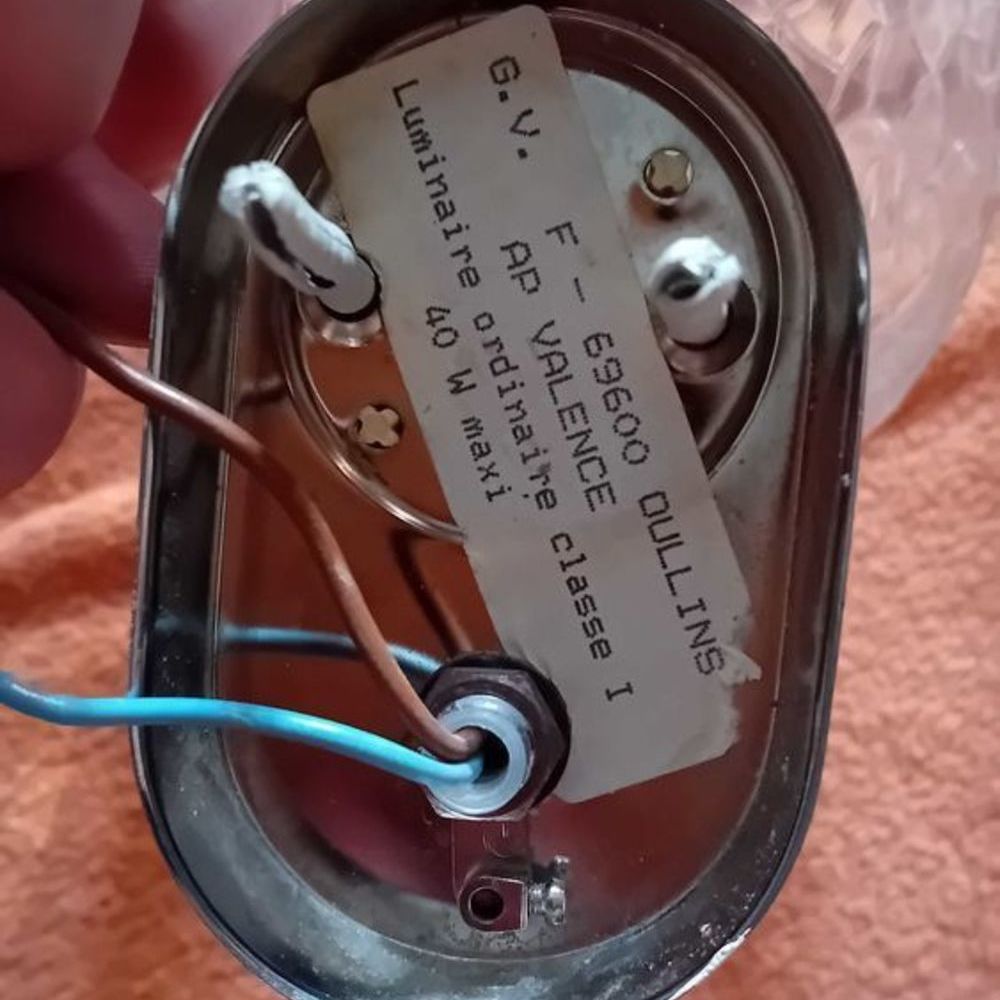 G.V. F - 69600 OULLINS
AP VALENCE
Luminaire ordinaire classe I
40 W maxi